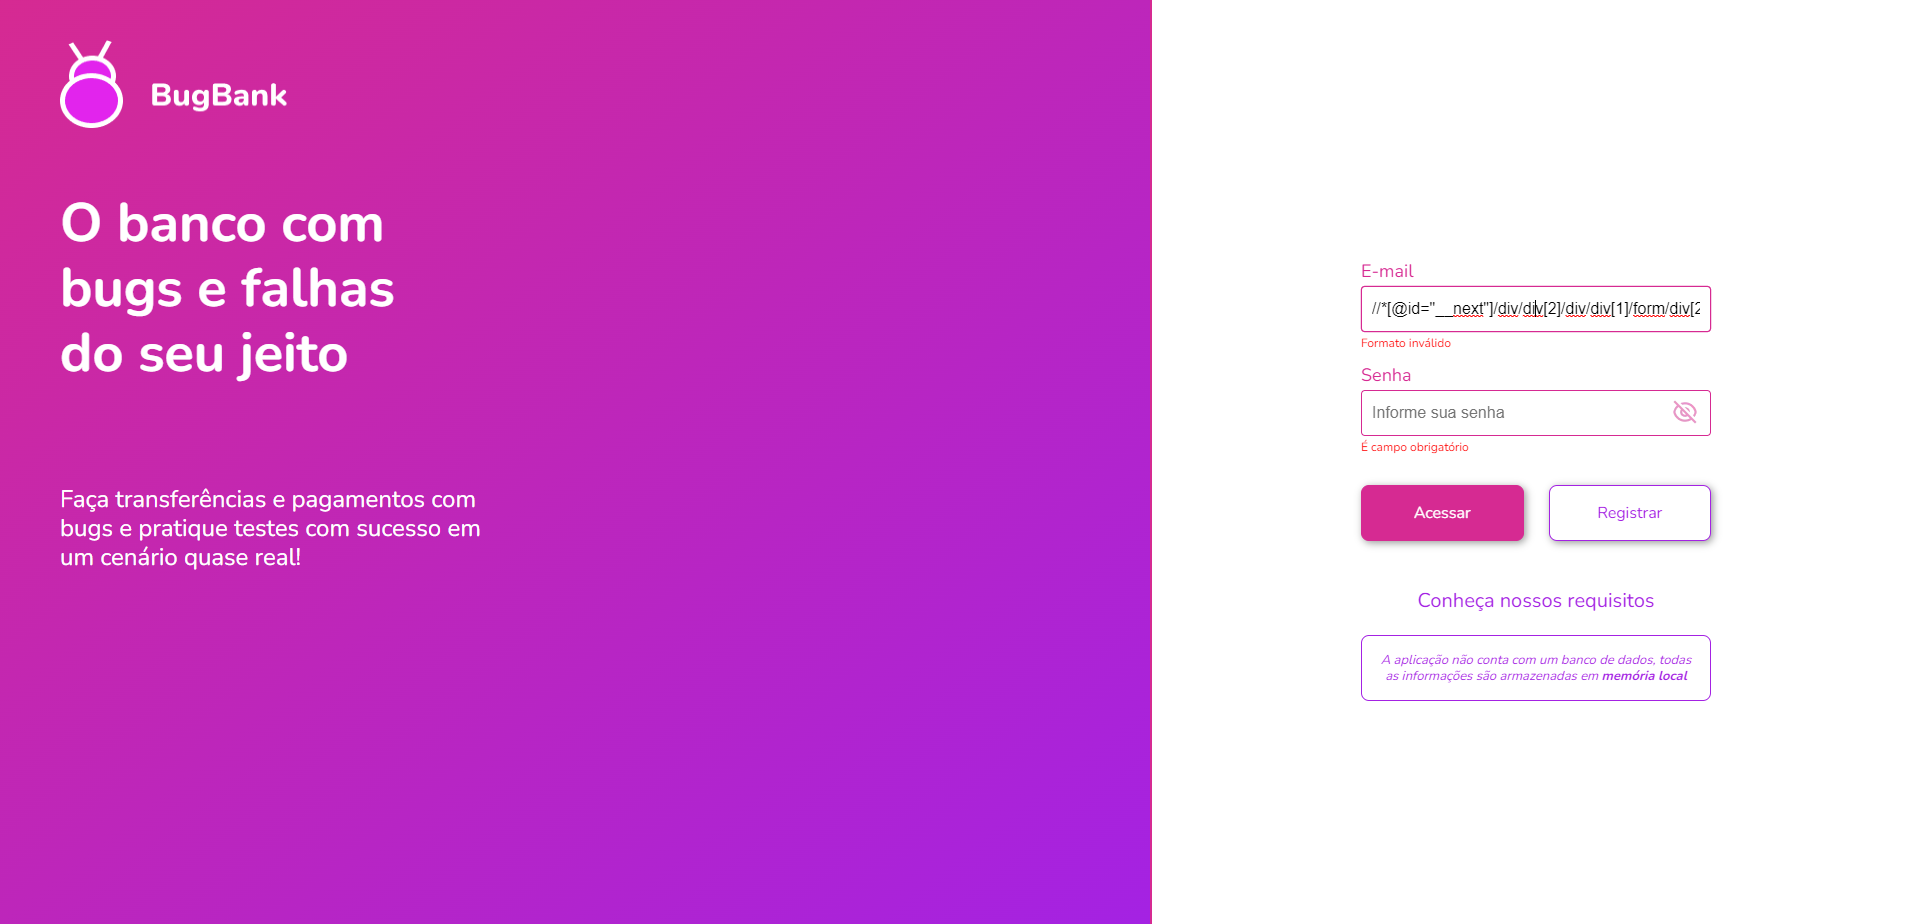 BugBank
O banco com
bugs e falhas
do seu jeito
Faça transferências e pagamentos com
bugs e pratique testes com sucesso em
um cenário quase real!
E-mail
//*[@id="__next"]/div/div[2]/div/div[1]/form/div[2
Formato inválido
Senha
Informe sua senha
É campo obrigatório
Acessar
Registrar
Conheça nossos requisitos
A aplicação não conta com um banco de dados, todas
as informações são armazenadas em memória local